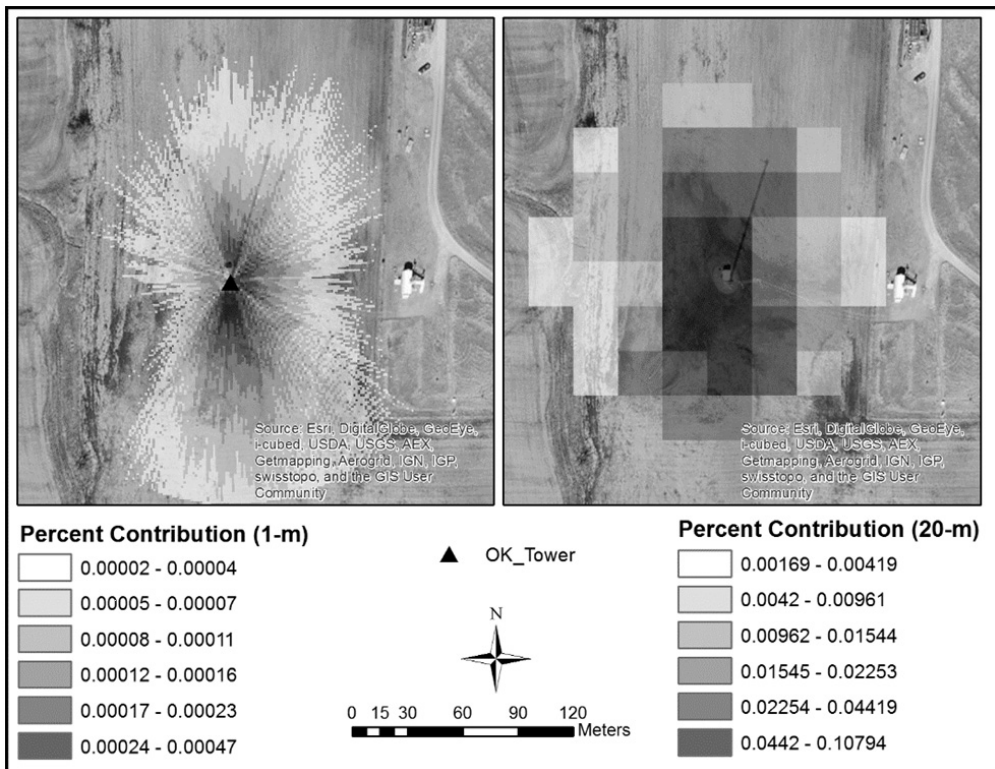 Source: Esri, DigitalGlobe, GeoEye,
i-cubed, USDA, USGS, AEX,
Getmapping, Aerogrid, IGN, IGP,
swisstopo, and the GIS User
Community
Source: Esri, DigitalGlobe, GeoEye,
i-cubed, USDA, USGS, AEX,
Getmapping, Aerogrid, IGN, IGP,
swisstopo, and the GIS User
Community
Percent Contribution (1-m)
0.00002 - 0.00004
0.00005 - 0.00007
0.00008 - 0.00011
0.00012 - 0.00016
0.00017 - 0.00023
0.00024 - 0.00047
OK_Tower
N
0 15 30 60 90 120
Meters
Percent Contribution (20-m)
0.00169 - 0.00419
0.0042 - 0.00961
0.00962 - 0.01544
0.01545 - 0.02253
0.02254 - 0.04419
0.0442 - 0.10794